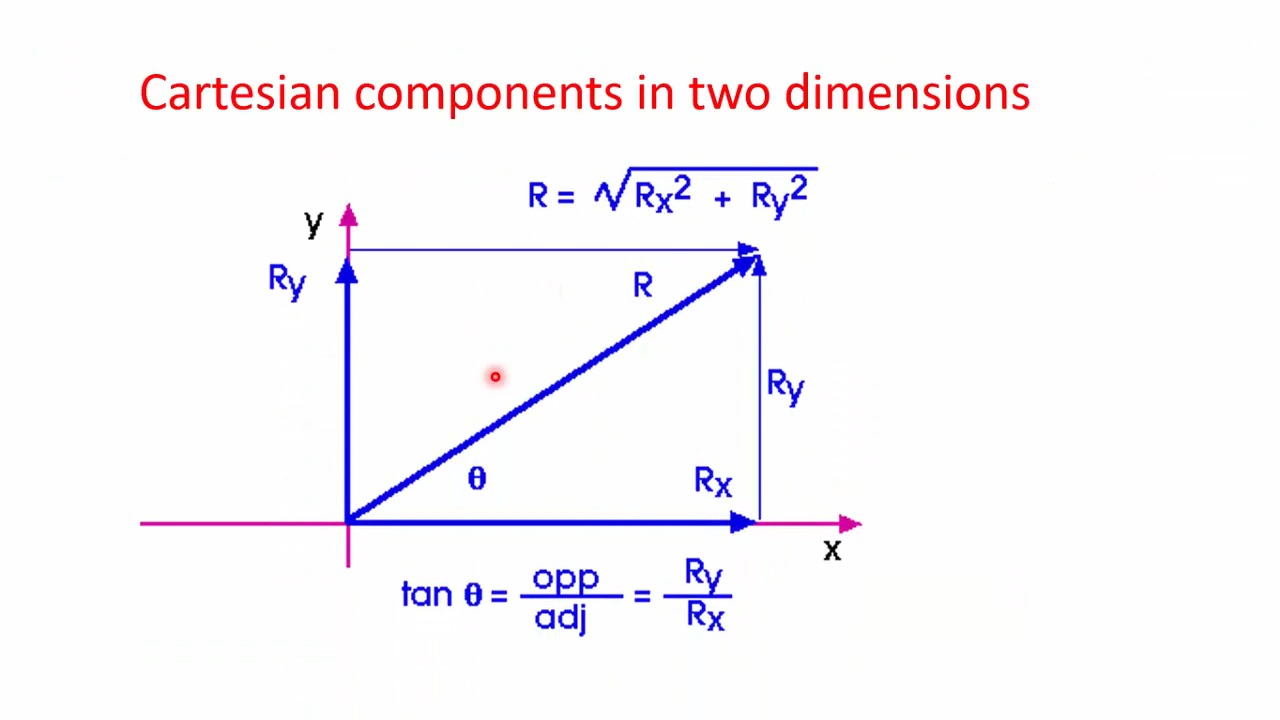 Cartesian components in two dimensions
R = √Rx² + Ry²
y
Ry
R
Ry
θ
Rx
x
tan θ = opp/adj = Ry/Rx